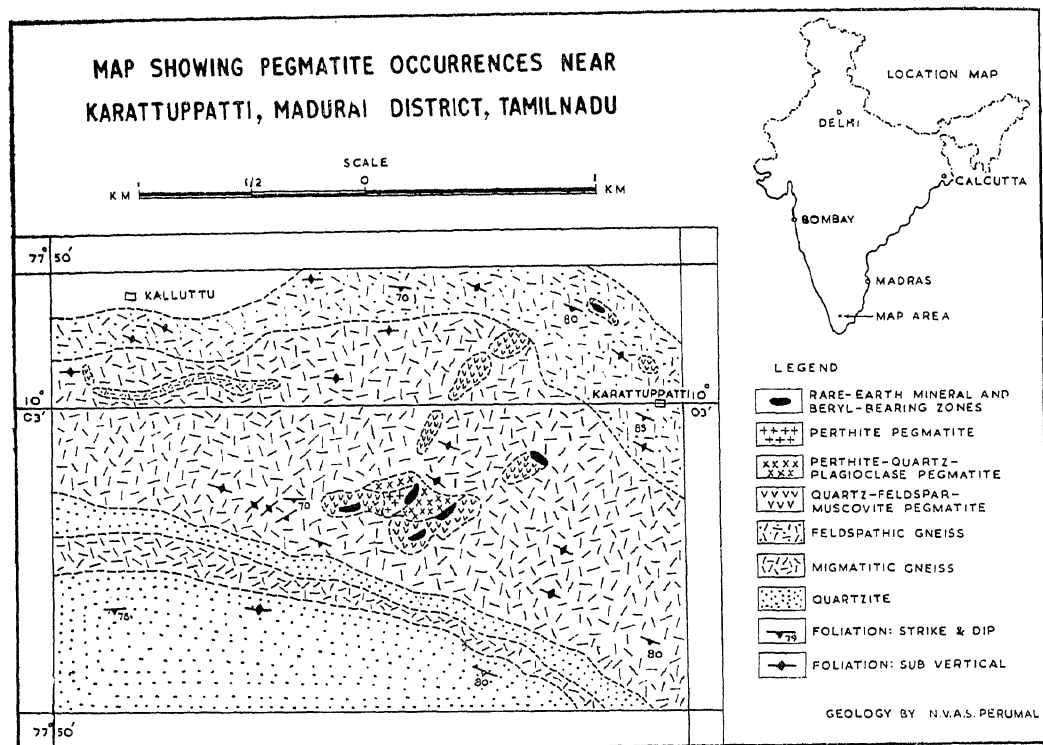 MAP SHOWING PEGMATITE OCCURRENCES NEAR
KARATTUPPATTI, MADURAI DISTRICT, TAMILNADU
SCALE
1 1/2 0 1
KM KM
LOCATION MAP
DELHI
CALCUTTA
BOMBAY
MADRAS
MAP AREA
77° 50'
KALLUTTU
70
80
KARATTUPPATTI
10°
03'
10°
03'
85
70
78
80
80
77° 50'
LEGEND
RARE-EARTH MINERAL AND
BERYL-BEARING ZONES
PERTHITE PEGMATITE
PERTHITE-QUARTZ-
PLAGIOCLASE PEGMATITE
QUARTZ-FELDSPAR-
MUSCOVITE PEGMATITE
FELDSPATHIC GNEISS
MIGMATITIC GNEISS
QUARTZITE
79 FOLIATION: STRIKE & DIP
FOLIATION: SUB VERTICAL
GEOLOGY BY N.V.A.S. PERUMAL